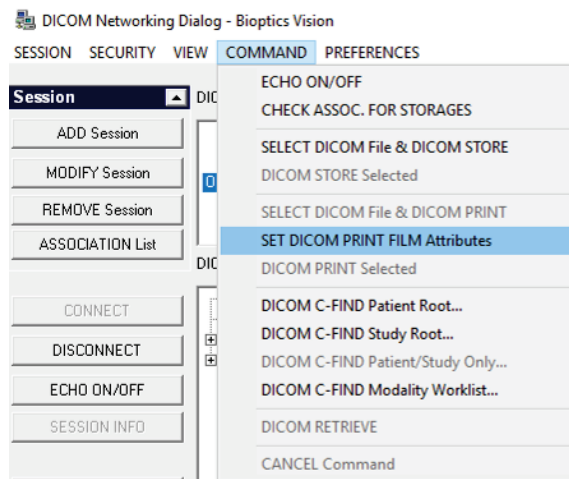 DICOM Networking Dialog - Bioptics Vision
SESSION SECURITY VIEW COMMAND PREFERENCES
Session
ADD Session
MODIFY Session
REMOVE Session
ASSOCIATION List
CONNECT
DISCONNECT
ECHO ON/OFF
SESSION INFO
ECHO ON/OFF
CHECK ASSOC. FOR STORAGES
SELECT DICOM File & DICOM STORE
DICOM STORE Selected
SELECT DICOM File & DICOM PRINT
SET DICOM PRINT FILM Attributes
DICOM PRINT Selected
DICOM C-FIND Patient Root...
DICOM C-FIND Study Root...
DICOM C-FIND Patient/Study Only...
DICOM C-FIND Modality Worklist...
DICOM RETRIEVE
CANCEL Command